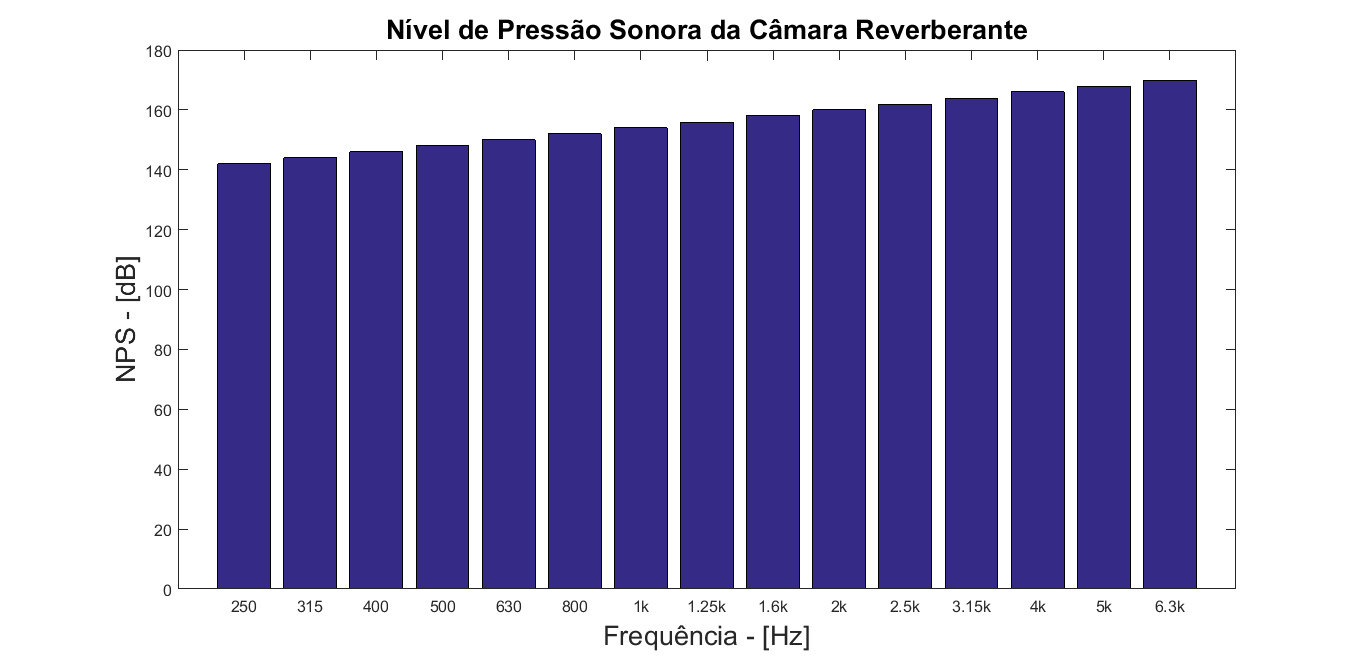 Nível de Pressão Sonora da Câmara Reverberante
180
160
140
120
100
80
60
40
20
0
NPS - [dB]
250 315 400 500 630 800 1k 1.25k 1.6k 2k 2.5k 3.15k 4k 5k 6.3k
Frequência - [Hz]